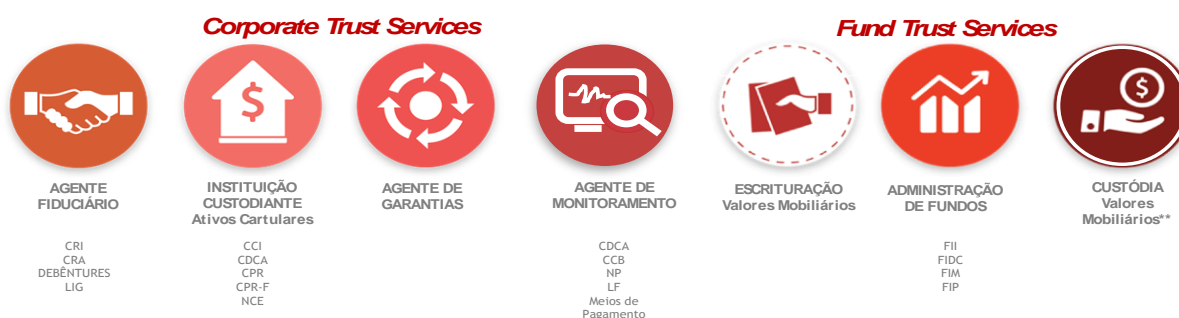 Corporate Trust Services
Fund Trust Services
$
$
AGENTE
FIDUCIÁRIO
INSTITUIÇÃO
CUSTODIANTE
Ativos Cartulares
AGENTE DE
GARANTIAS
AGENTE DE
MONITORAMENTO
ESCRITURAÇÃO
Valores Mobiliários
ADMINISTRAÇÃO
DE FUNDOS
CUSTÓDIA
Valores
Mobiliários**
CRI
CRA
DEBÊNTURES
LIG
CCI
CDCA
CPR
CPR-F
NCE
CDCA
CCB
NP
LF
Meios de
Pagamento
FII
FIDC
FIM
FIP